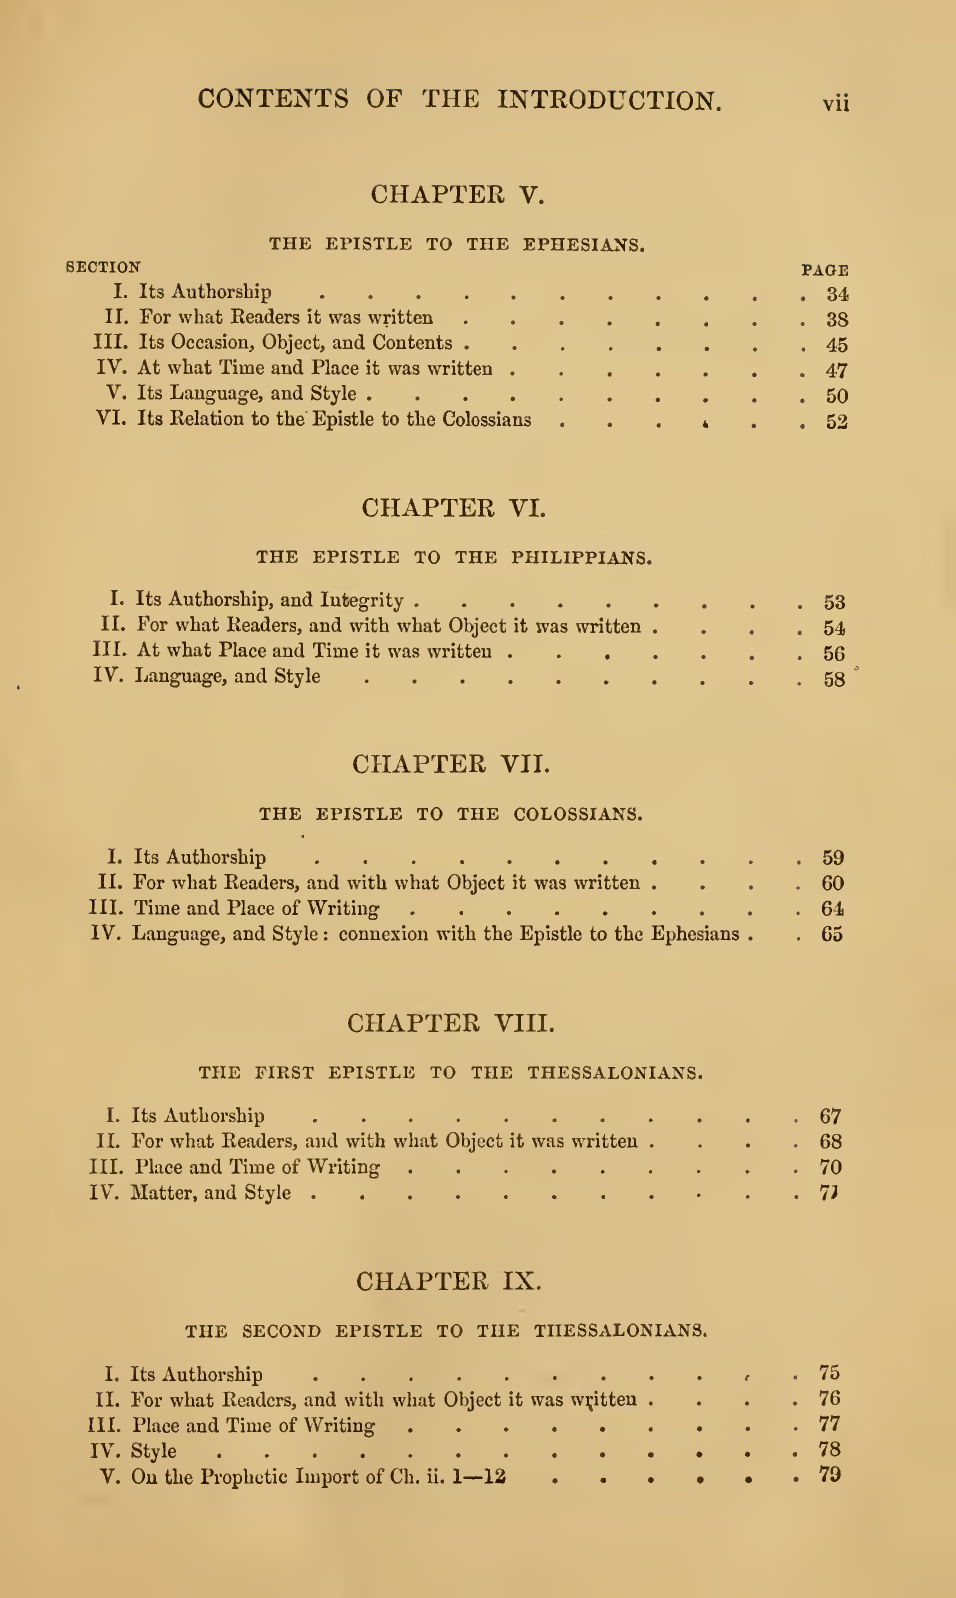 CONTENTS OF THE INTRODUCTION. vii
CHAPTER V.
THE EPISTLE TO THE EPHESIANS.
SECTION PAGE
I. Its Authorship . . . . . . . . . . . 34
II. For what Readers it was written . . . . . . . . 38
III. Its Occasion, Object, and Contents . . . . . . . . 45
IV. At what Time and Place it was written . . . . . . . 47
V. Its Language, and Style . . . . . . . . . . 50
VI. Its Relation to the Epistle to the Colossians . . . . . . 52
CHAPTER VI.
THE EPISTLE TO THE PHILIPPIANS.
I. Its Authorship, and Integrity . . . . . . . . . 53
II. For what Readers, and with what Object it was written . . . . 54
III. At what Place and Time it was written . . . . . . . 56
IV. Language, and Style . . . . . . . . . . 58
CHAPTER VII.
THE EPISTLE TO THE COLOSSIANS.
I. Its Authorship . . . . . . . . . . . 59
II. For what Readers, and with what Object it was written . . . . 60
III. Time and Place of Writing . . . . . . . . . 64
IV. Language, and Style: connexion with the Epistle to the Ephesians . . 65
CHAPTER VIII.
THE FIRST EPISTLE TO THE THESSALONIANS.
I. Its Authorship . . . . . . . . . . . 67
II. For what Readers, and with what Object it was written . . . . 68
III. Place and Time of Writing . . . . . . . . . 70
IV. Matter, and Style . . . . . . . . . . . 71
CHAPTER IX.
THE SECOND EPISTLE TO THE THESSALONIANS.
I. Its Authorship . . . . . . . . . . . 75
II. For what Readers, and with what Object it was written . . . . 76
III. Place and Time of Writing . . . . . . . . . 77
IV. Style . . . . . . . . . . . . . 78
V. On the Prophetic Import of Ch. ii. 1—12 . . . . . . 79